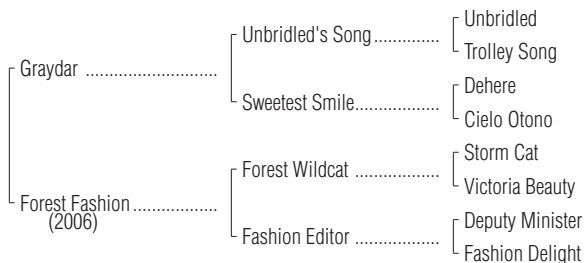 Unbridled
Unbridled's Song..............
Trolley Song
Graydar ...........................
Dehere
Sweetest Smile.................
Cielo Otono
Storm Cat
Forest Wildcat ..................
Victoria Beauty
Forest Fashion.................
(2006)
Deputy Minister
Fashion Editor .................
Fashion Delight